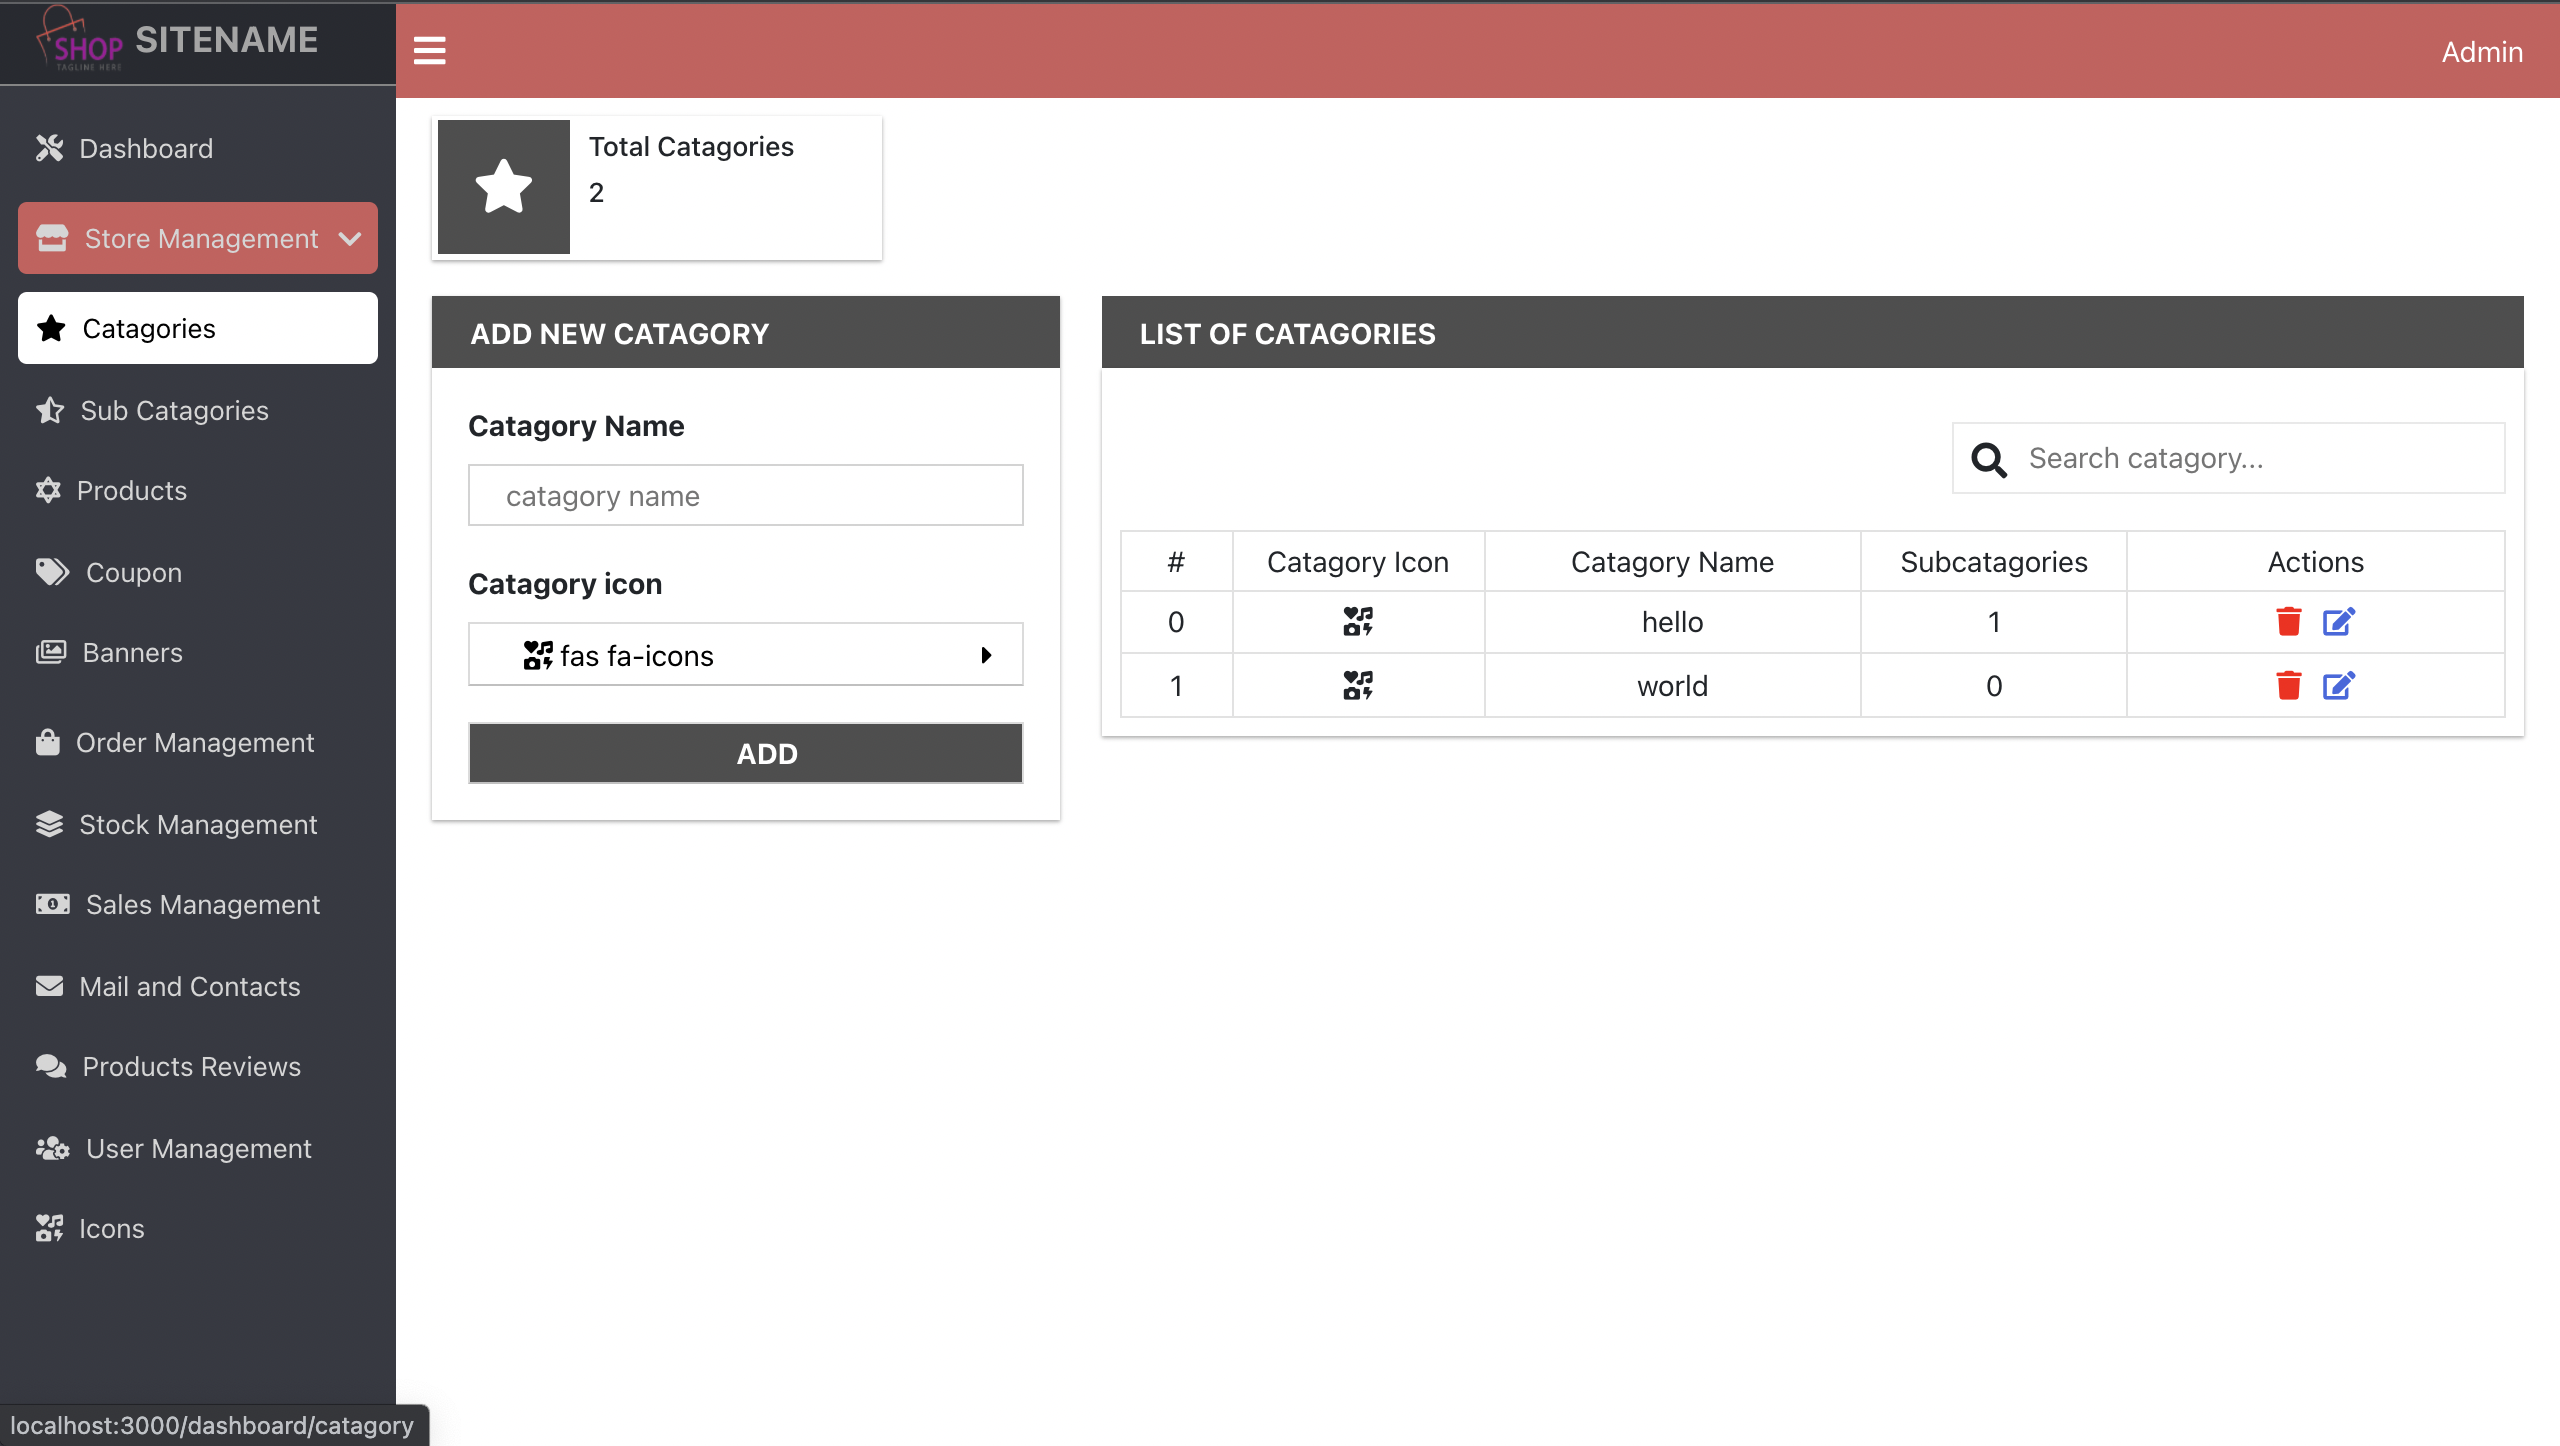 SHOP
TAGLINE HERE
SITENAME
Admin
Dashboard
Store Management
Catagories
Sub Catagories
Products
Coupon
Banners
Order Management
Stock Management
Sales Management
Mail and Contacts
Products Reviews
User Management
Icons
localhost:3000/dashboard/catagory
Total Catagories
2
ADD NEW CATAGORY
Catagory Name
catagory name
Catagory icon
fas fa-icons
ADD
LIST OF CATAGORIES
Search catagory...
# Catagory Icon Catagory Name Subcatagories Actions
0 hello 1
1 world 0